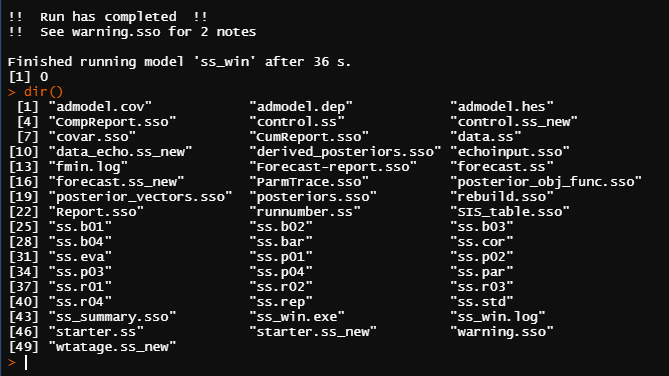 !!  Run has completed  !!
!!  See warning.sso for 2 notes
Finished running model 'ss_win' after 36 s.
[1] 0
> dir()
 [1] "admodel.cov"            "admodel.dep"            "admodel.hes"
 [4] "CompReport.sso"         "control.ss"             "control.ss_new"
 [7] "covar.sso"              "CumReport.sso"          "data.ss"
[10] "data_echo.ss_new"       "derived_posteriors.sso" "echoinput.sso"
[13] "fmin.log"               "Forecast-report.sso"    "forecast.ss"
[16] "forecast.ss_new"        "ParmTrace.sso"          "posterior_obj_func.sso"
[19] "posterior_vectors.sso"  "posteriors.sso"         "rebuild.sso"
[22] "Report.sso"             "runnumber.ss"           "SIS_table.sso"
[25] "ss.b01"                 "ss.b02"                 "ss.b03"
[28] "ss.b04"                 "ss.bar"                 "ss.cor"
[31] "ss.eva"                 "ss.p01"                 "ss.p02"
[34] "ss.p03"                 "ss.p04"                 "ss.par"
[37] "ss.r01"                 "ss.r02"                 "ss.r03"
[40] "ss.r04"                 "ss.rep"                 "ss.std"
[43] "ss_summary.sso"         "ss_win.exe"             "ss_win.log"
[46] "starter.ss"             "starter.ss_new"         "warning.sso"
[49] "wtatage.ss_new"
>